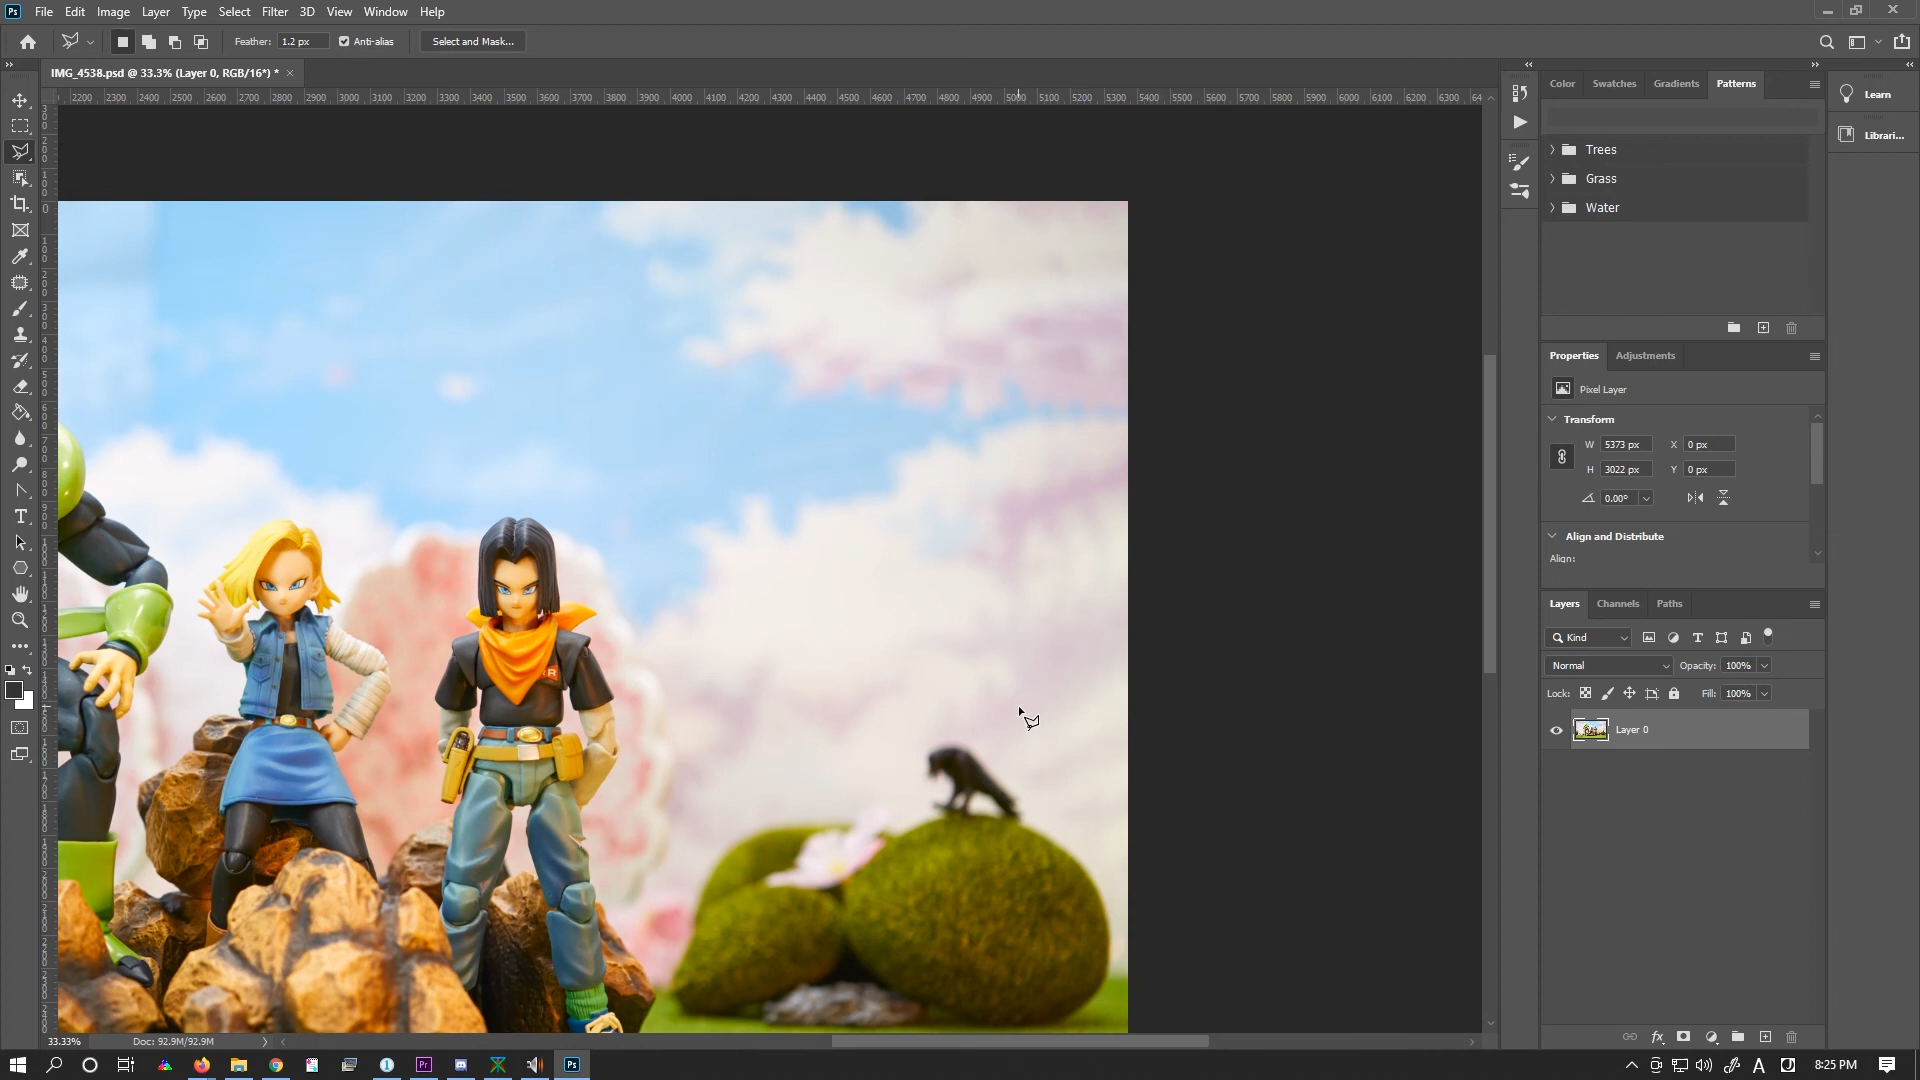 Ps File Edit Image Layer Type Select Filter 3D View Window Help
Feather: 1.2 px Anti-alias Select and Mask...
IMG_4538.psd @ 33.3% (Layer 0, RGB/16*) * ×
2200 2300 2400 2500 2600 2700 2800 2900 3000 3100 3200 3300 3400 3500 3600 3700 3800 3900 4000 4100 4200 4300 4400 4500 4600 4700 4800 4900 5000 5100 5200 5300 5400 5500 5600 5700 5800 5900 6000 6100 6200 6300 64
Color Swatches Gradients Patterns
Learn
Librari...
Trees
Grass
Water
Properties Adjustments
Pixel Layer
Transform
W 5373 px X 0 px
H 3022 px Y 0 px
0.00°
Align and Distribute
Align:
Layers Channels Paths
Kind
Normal Opacity: 100%
Lock: Fill: 100%
Layer 0
R
33.33% Doc: 92.9M/92.9M
fx
Pr Ps
A 8:25 PM